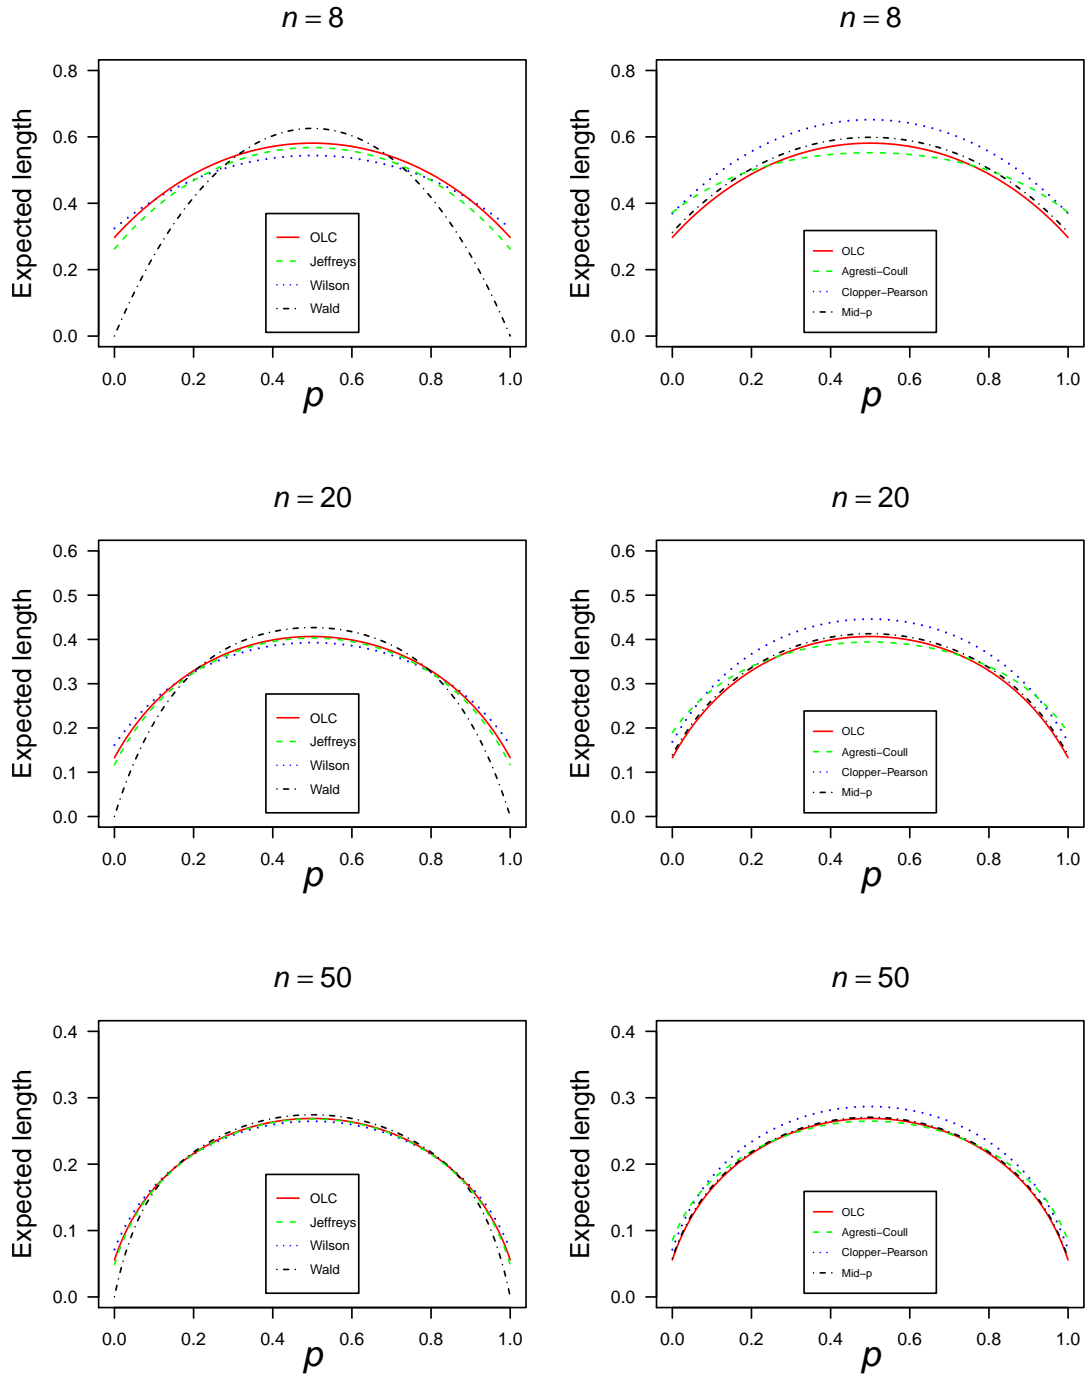 n = 8
Expected length
0.8
0.6
0.4
0.2
0.0
OLC
Jeffreys
Wilson
Wald
0.0 0.2 0.4 0.6 0.8 1.0
p
n = 8
Expected length
0.8
0.6
0.4
0.2
0.0
OLC
Agresti−Coull
Clopper−Pearson
Mid−p
0.0 0.2 0.4 0.6 0.8 1.0
p
n = 20
Expected length
0.6
0.5
0.4
0.3
0.2
0.1
0.0
OLC
Jeffreys
Wilson
Wald
0.0 0.2 0.4 0.6 0.8 1.0
p
n = 20
Expected length
0.6
0.5
0.4
0.3
0.2
0.1
0.0
OLC
Agresti−Coull
Clopper−Pearson
Mid−p
0.0 0.2 0.4 0.6 0.8 1.0
p
n = 50
Expected length
0.4
0.3
0.2
0.1
0.0
OLC
Jeffreys
Wilson
Wald
0.0 0.2 0.4 0.6 0.8 1.0
p
n = 50
Expected length
0.4
0.3
0.2
0.1
0.0
OLC
Agresti−Coull
Clopper−Pearson
Mid−p
0.0 0.2 0.4 0.6 0.8 1.0
p